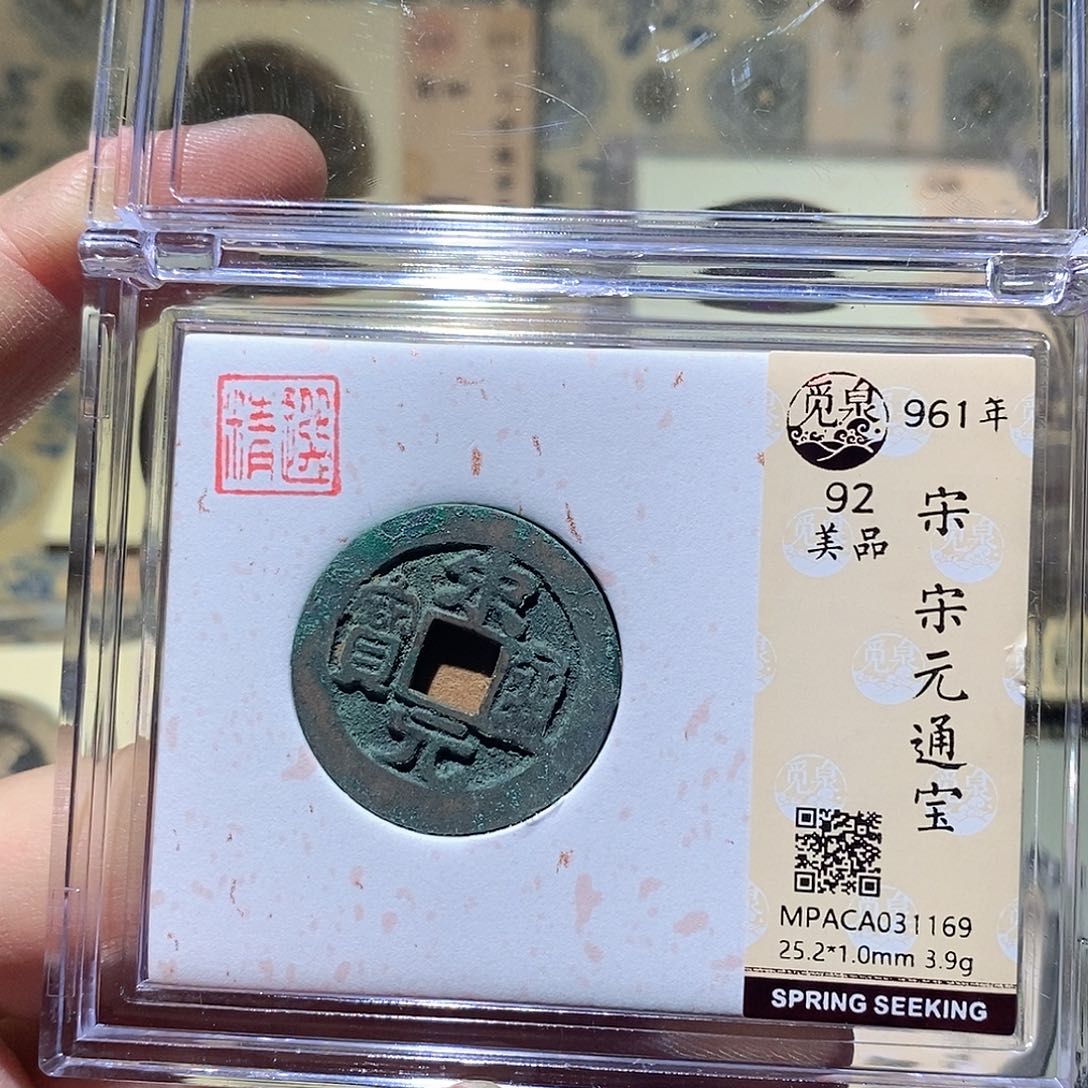 精選
觅泉
961年
92
美品
宋 宋元通宝
宋元通寶
MPACA031169
25.2*1.0mm 3.9g
SPRING SEEKING